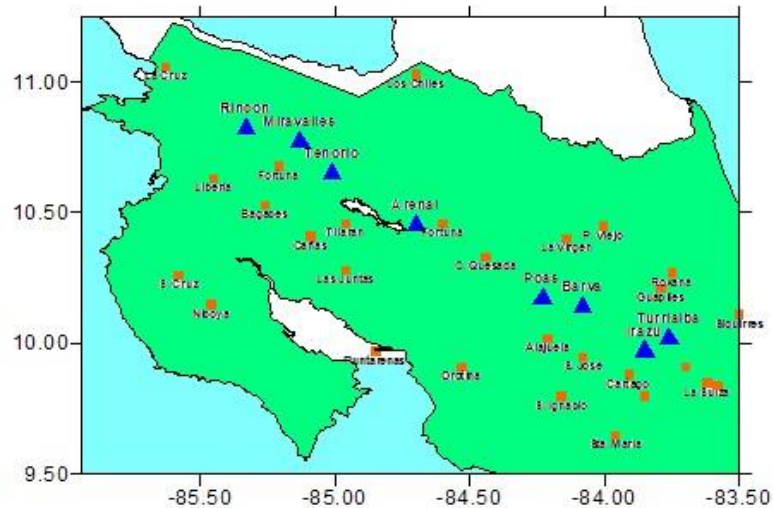 11.00
La Cruz
Los Chiles
Rincon
Miravalles
Tenorio
Fortuna
Liberia
10.50
Bagaces
Arenal
Tilaran
Fortuna
Cañas
P. Viejo
La Virgen
C. Quesada
Las Juntas
S. Cruz
Poas
Barva
Roxana
Guapiles
Nicoya
Turrialba
Siquirres
Irazu
10.00
Puntarenas
Alajuela
S. Jose
Orotina
Cartago
La Suiza
S. Ignacio
Sta. Maria
9.50
-85.50
-85.00
-84.50
-84.00
-83.50